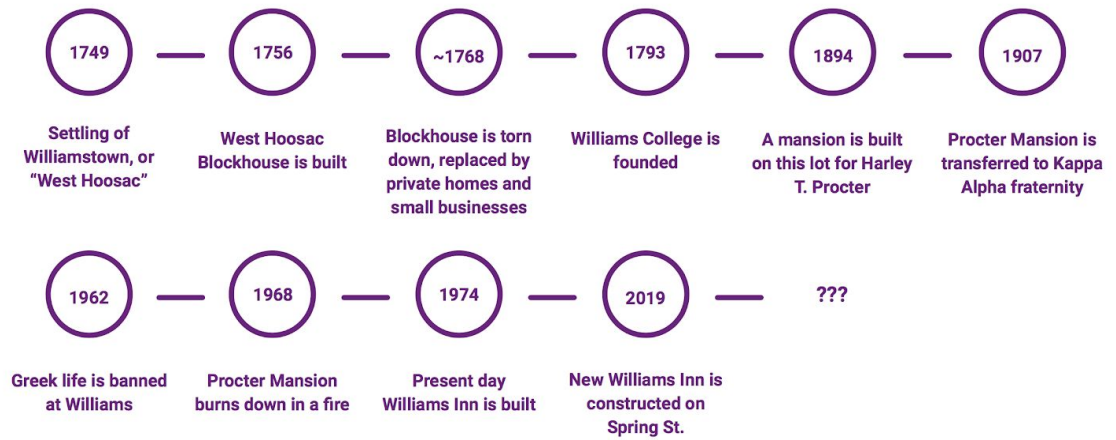 1749
1756
~1768
1793
1894
1907
Settling of
Williamstown, or
“West Hoosac”
West Hoosac
Blockhouse is built
Blockhouse is torn
down, replaced by
private homes and
small businesses
Williams College is
founded
A mansion is built
on this lot for Harley
T. Procter
Procter Mansion is
transferred to Kappa
Alpha fraternity
1962
1968
1974
2019
???
Greek life is banned
at Williams
Procter Mansion
burns down in a fire
Present day
Williams Inn is built
New Williams Inn is
constructed on
Spring St.